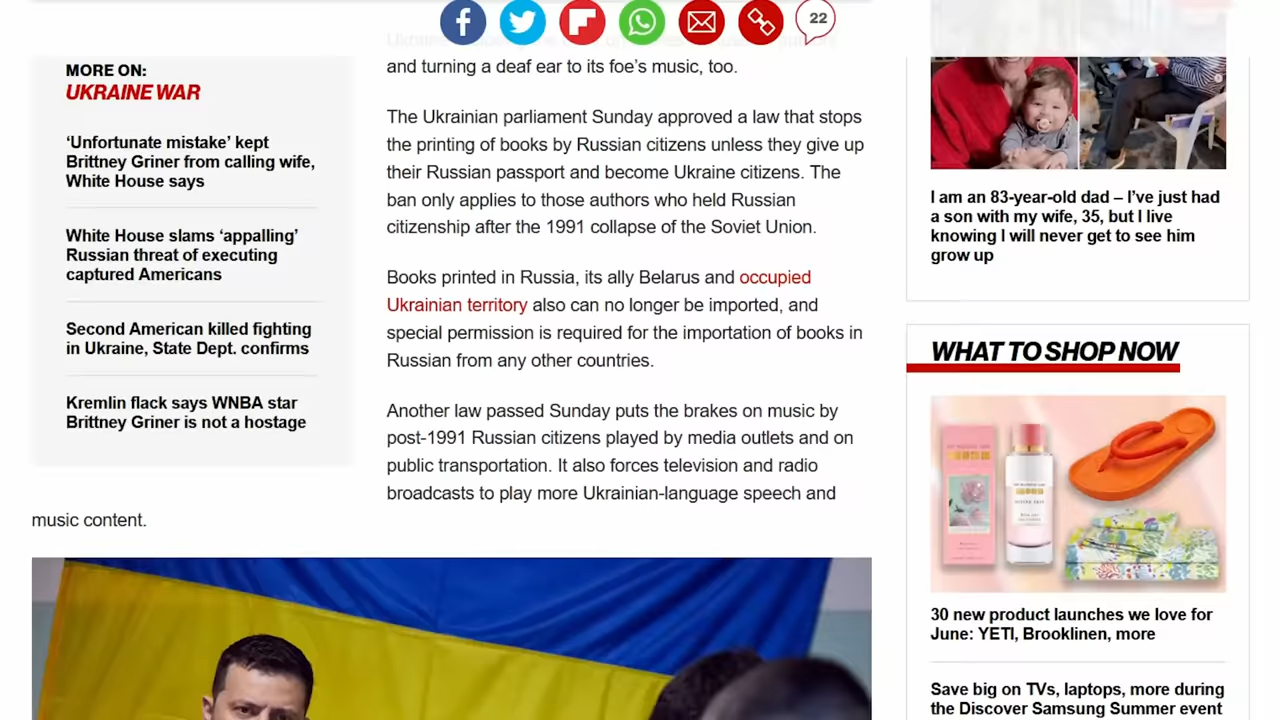 22
MORE ON:
UKRAINE WAR
‘Unfortunate mistake’ kept
Brittney Griner from calling wife,
White House says
White House slams ‘appalling’
Russian threat of executing
captured Americans
Second American killed fighting
in Ukraine, State Dept. confirms
Kremlin flack says WNBA star
Brittney Griner is not a hostage
and turning a deaf ear to its foe’s music, too.
The Ukrainian parliament Sunday approved a law that stops
the printing of books by Russian citizens unless they give up
their Russian passport and become Ukraine citizens. The
ban only applies to those authors who held Russian
citizenship after the 1991 collapse of the Soviet Union.
Books printed in Russia, its ally Belarus and occupied
Ukrainian territory also can no longer be imported, and
special permission is required for the importation of books in
Russian from any other countries.
Another law passed Sunday puts the brakes on music by
post-1991 Russian citizens played by media outlets and on
public transportation. It also forces television and radio
broadcasts to play more Ukrainian-language speech and
music content.
I am an 83-year-old dad – I’ve just had
a son with my wife, 35, but I live
knowing I will never get to see him
grow up
WHAT TO SHOP NOW
30 new product launches we love for
June: YETI, Brooklinen, more
Save big on TVs, laptops, more during
the Discover Samsung Summer event